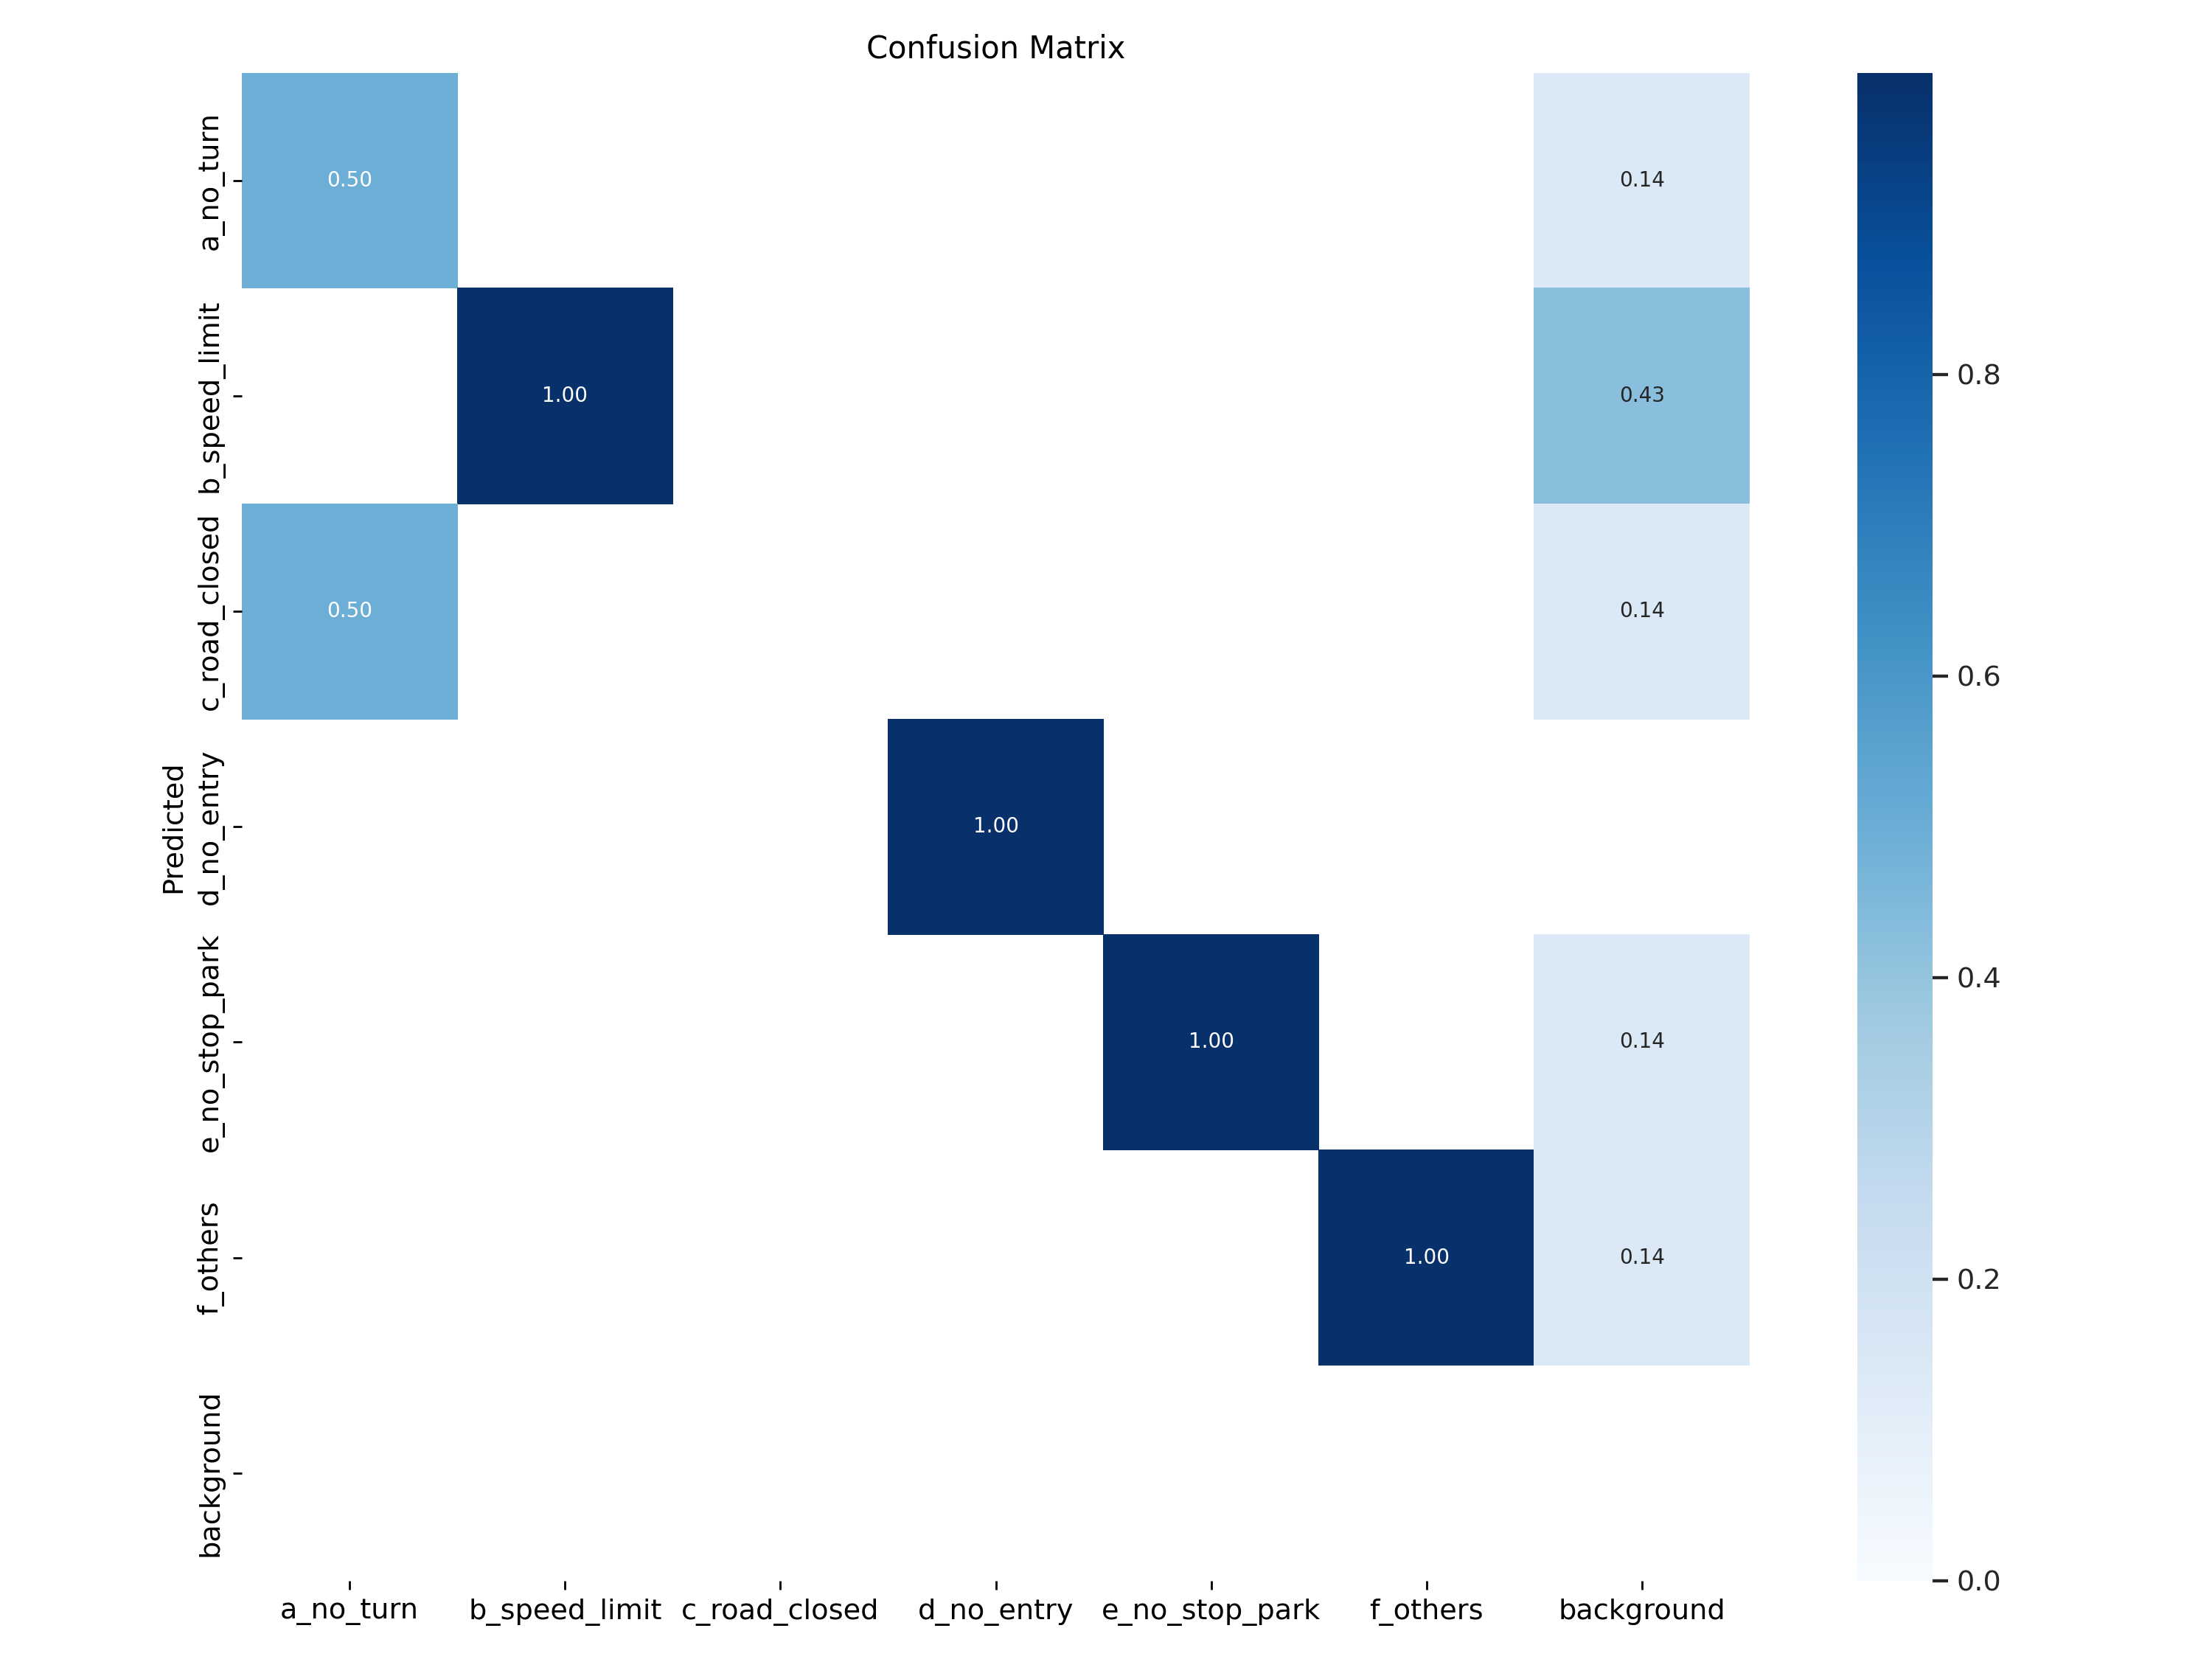 Confusion Matrix
Predicted
a_no_turn
b_speed_limit
c_road_closed
d_no_entry
e_no_stop_park
f_others
background
0.50 0.14
1.00 0.43
0.50 0.14
1.00
1.00 0.14
1.00 0.14
a_no_turn b_speed_limit c_road_closed d_no_entry e_no_stop_park f_others background
0.8
0.6
0.4
0.2
0.0